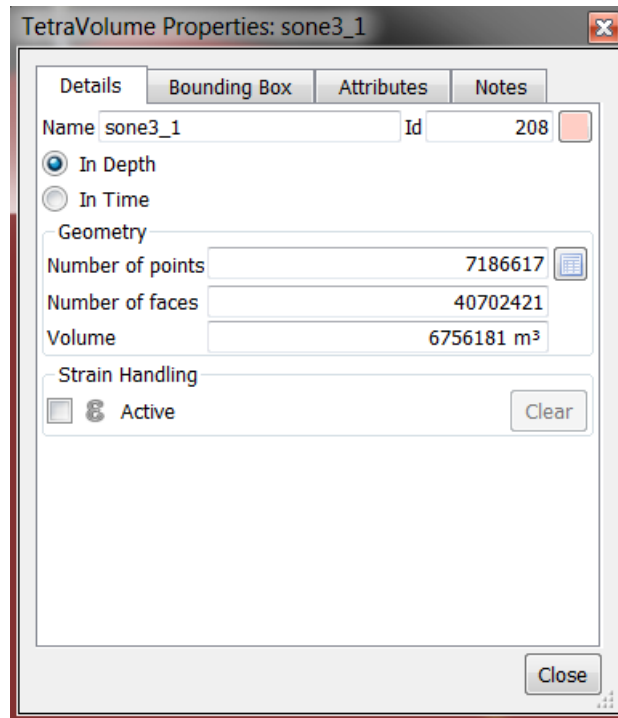 TetraVolume Properties: sone3_1
Details Bounding Box Attributes Notes
Name sone3_1 Id 208
In Depth
In Time
Geometry
Number of points 7186617
Number of faces 40702421
Volume 6756181 m³
Strain Handling
ε Active Clear
Close